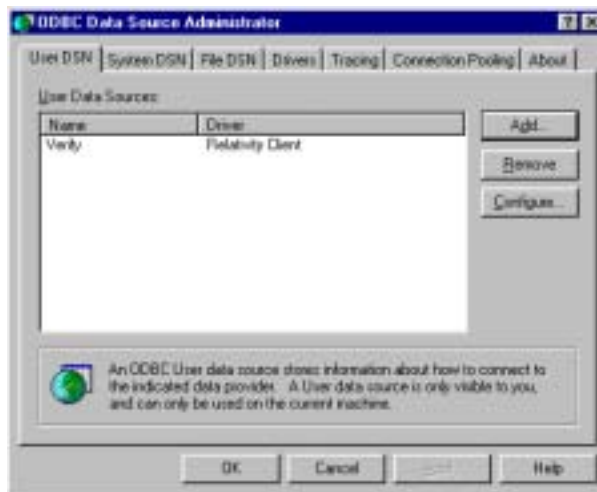 ODBC Data Source Administrator
User DSN System DSN File DSN Drivers Tracing Connection Pooling About
User Data Sources:
Name Driver
Verify Relativity Client
Add...
Remove
Configure...
An ODBC User data source stores information about how to connect to
the indicated data provider. A User data source is only visible to you,
and can only be used on the current machine.
OK Cancel Help